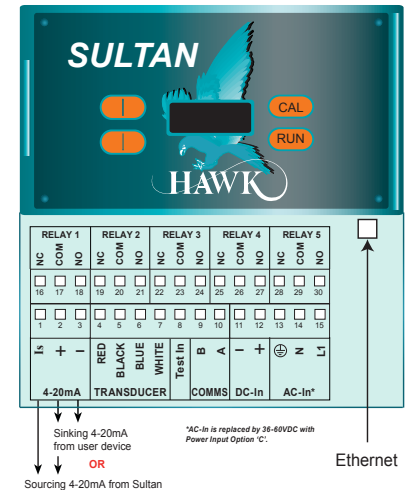 SULTAN
CAL
RUN
HAWK
RELAY 1 RELAY 2 RELAY 3 RELAY 4 RELAY 5
NC COM NO NC COM NO NC COM NO NC COM NO NC COM NO
16 17 18 19 20 21 22 23 24 25 26 27 28 29 30
1 2 3 4 5 6 7 8 9 10 11 12 13 14 15
Is + − RED BLACK BLUE WHITE Test In B A − + N L1
4-20mA TRANSDUCER COMMS DC-In AC-In*
Sinking 4-20mA
from user device
OR
Sourcing 4-20mA from Sultan
*AC-In is replaced by 36-60VDC with
Power Input Option ‘C’.
Ethernet